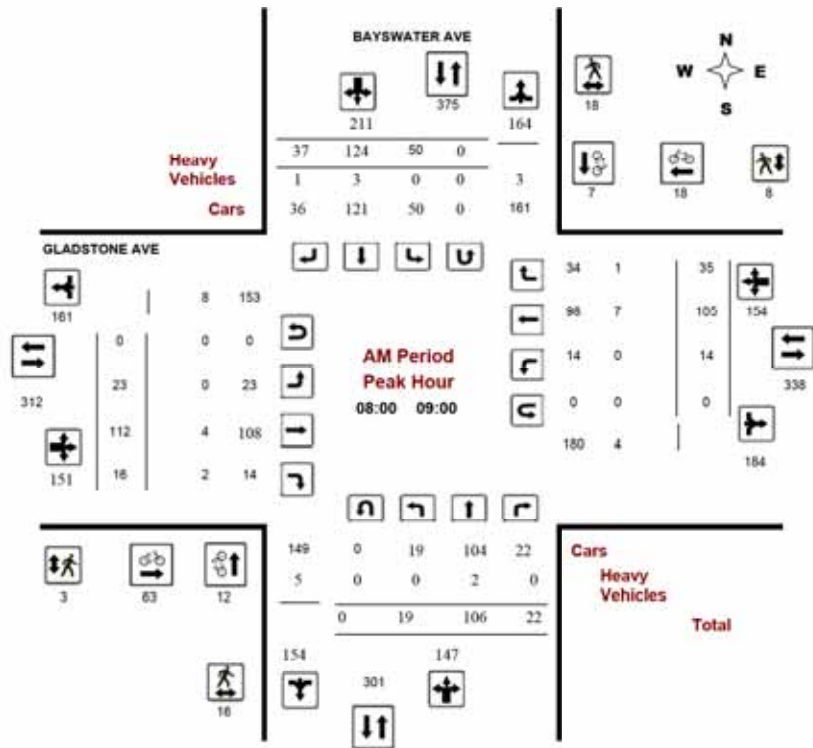 BAYSWATER AVE
N
W E
S
375
18
211 164
37 124 50 0
Heavy
Vehicles
1 3 0 0 3
7 18 8
Cars
36 121 50 0 161
GLADSTONE AVE
34 1 35
161
8 153
98 7 105 154
0 0 0
AM Period
Peak Hour
14 0 14
312
23 0 23
338
08:00 09:00
0 0 0
112 4 108
180 4
184
151
16 2 14
149 0 19 104 22
Cars
5 0 0 2 0
Heavy
Vehicles
3 63 12
0 19 106 22
Total
154 147
301
16